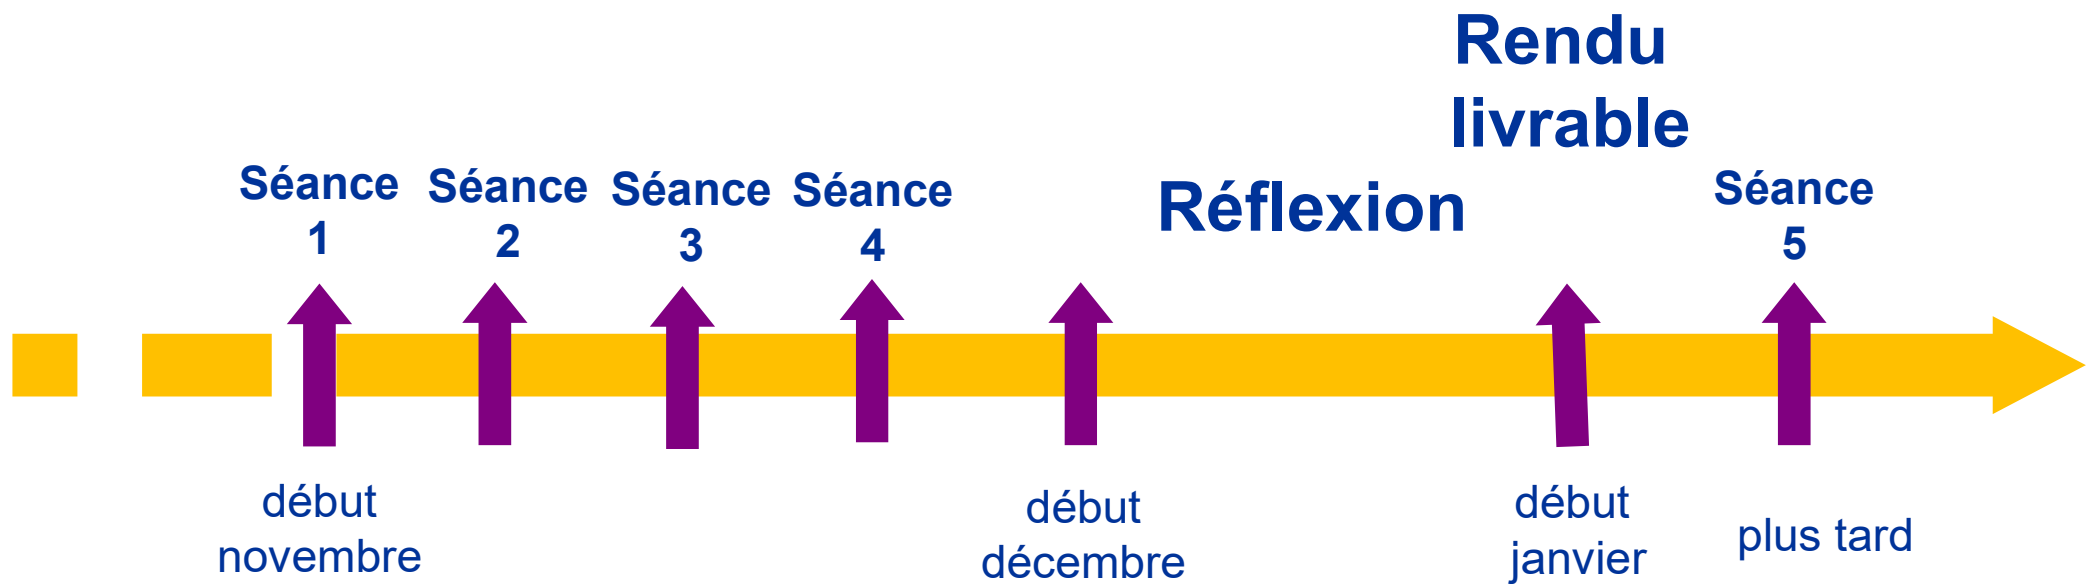 Rendu
livrable
Séance
1
Séance
2
Séance
3
Séance
4
Réflexion
Séance
5
début
novembre
début
décembre
début
janvier
plus tard